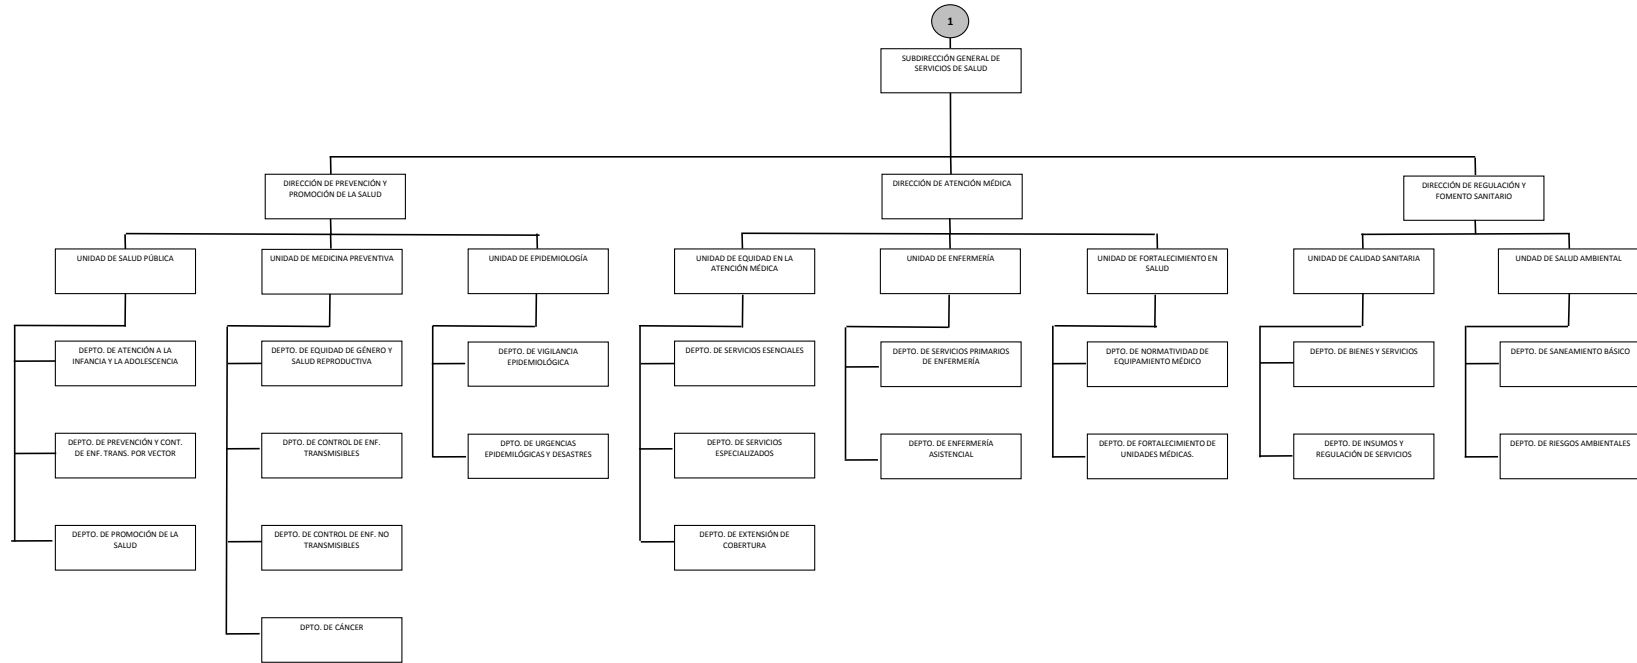 1
SUBDIRECCIÓN GENERAL DE
SERVICIOS DE SALUD
DIRECCIÓN DE PREVENCIÓN Y
PROMOCIÓN DE LA SALUD
DIRECCIÓN DE ATENCIÓN MÉDICA
DIRECCIÓN DE REGULACIÓN Y
FOMENTO SANITARIO
UNIDAD DE SALUD PÚBLICA
UNIDAD DE MEDICINA PREVENTIVA
UNIDAD DE EPIDEMIOLOGÍA
UNIDAD DE EQUIDAD EN LA
ATENCIÓN MÉDICA
UNIDAD DE ENFERMERÍA
UNIDAD DE FORTALECIMIENTO EN
SALUD
UNIDAD DE CALIDAD SANITARIA
UNDAD DE SALUD AMBIENTAL
DEPTO. DE ATENCIÓN A LA
INFANCIA Y LA ADOLESCENCIA
DEPTO. DE EQUIDAD DE GÉNERO Y
SALUD REPRODUCTIVA
DEPTO. DE VIGILANCIA
EPIDEMIOLÓGICA
DEPTO. DE SERVICIOS ESENCIALES
DEPTO. DE SERVICIOS PRIMARIOS
DE ENFERMERÍA
DPTO. DE NORMATIVIDAD DE
EQUIPAMIENTO MÉDICO
DEPTO. DE BIENES Y SERVICIOS
DEPTO. DE SANEAMIENTO BÁSICO
DEPTO. DE PREVENCIÓN Y CONT.
DE ENF. TRANS. POR VECTOR
DPTO. DE CONTROL DE ENF.
TRANSMISIBLES
DPTO. DE URGENCIAS
EPIDEMILÓGICAS Y DESASTRES
DEPTO. DE SERVICIOS
ESPECIALIZADOS
DEPTO. DE ENFERMERÍA
ASISTENCIAL
DEPTO. DE FORTALECIMIENTO DE
UNIDADES MÉDICAS.
DEPTO. DE INSUMOS Y
REGULACIÓN DE SERVICIOS
DEPTO. DE RIESGOS AMBIENTALES
DEPTO. DE PROMOCIÓN DE LA
SALUD
DEPTO. DE CONTROL DE ENF. NO
TRANSMISIBLES
DEPTO. DE EXTENSIÓN DE
COBERTURA
DPTO. DE CÁNCER